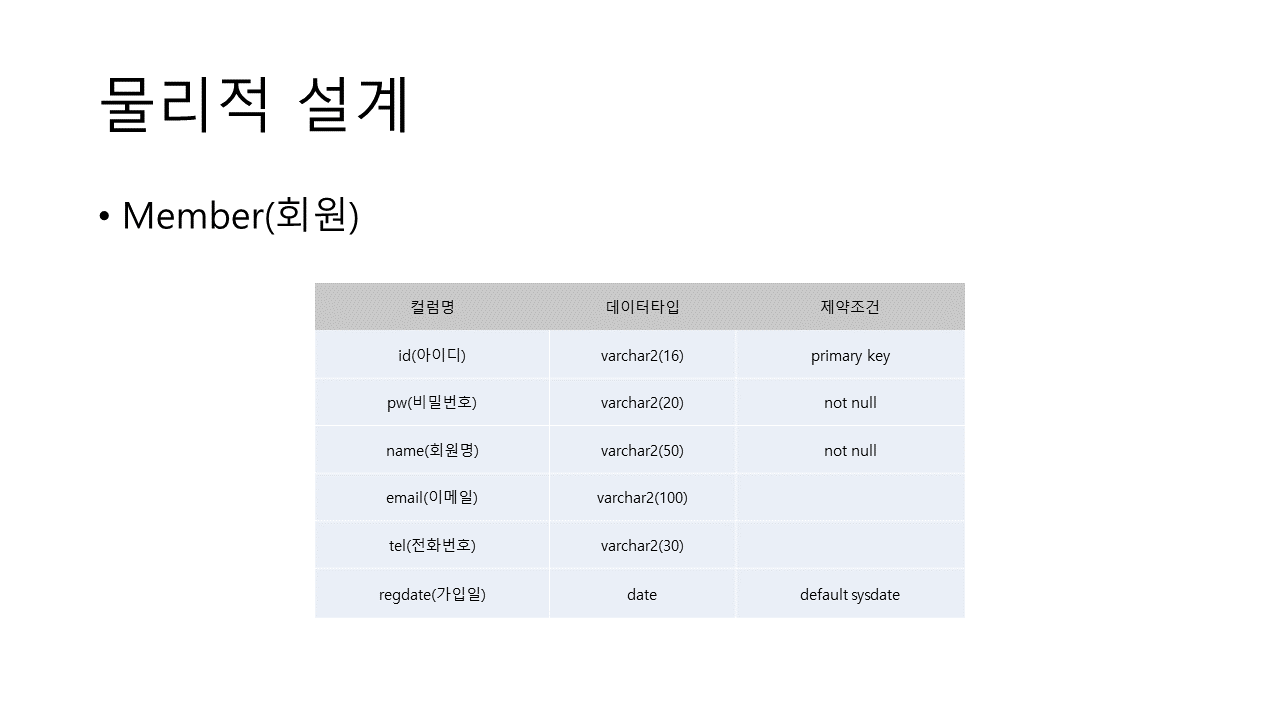 물리적 설계
• Member(회원)
컬럼명 데이터타입 제약조건
id(아이디) varchar2(16) primary key
pw(비밀번호) varchar2(20) not null
name(회원명) varchar2(50) not null
email(이메일) varchar2(100)
tel(전화번호) varchar2(30)
regdate(가입일) date default sysdate